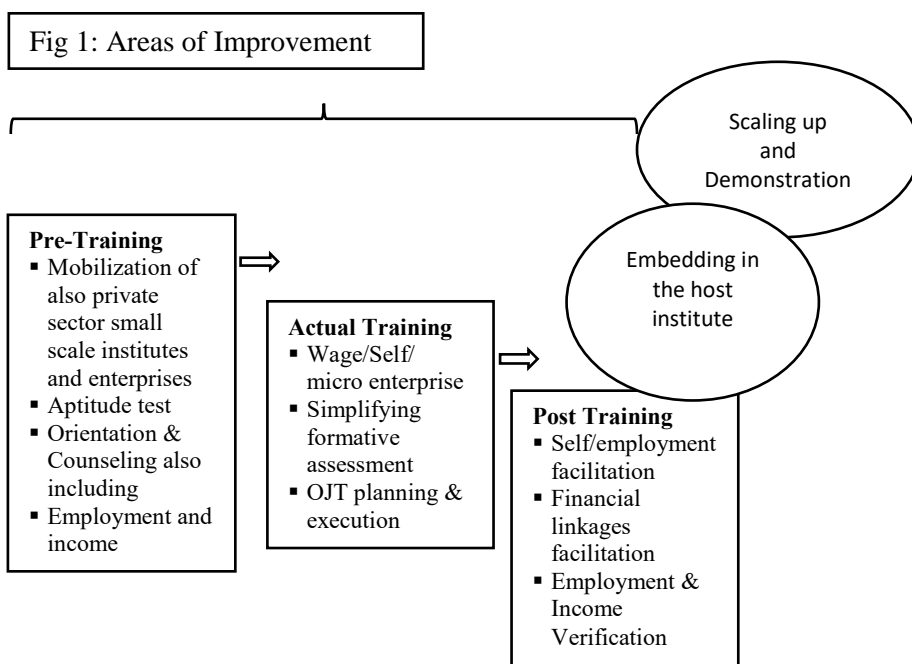 Fig 1: Areas of Improvement
Scaling up
and
Demonstration
Embedding in
the host
institute
Pre-Training
▪ Mobilization of
also private
sector small
scale institutes
and enterprises
▪ Aptitude test
▪ Orientation &
Counseling also
including
▪ Employment and
income
Actual Training
▪ Wage/Self/
micro enterprise
▪ Simplifying
formative
assessment
▪ OJT planning &
execution
Post Training
▪ Self/employment
facilitation
▪ Financial
linkages
facilitation
▪ Employment &
Income
Verification